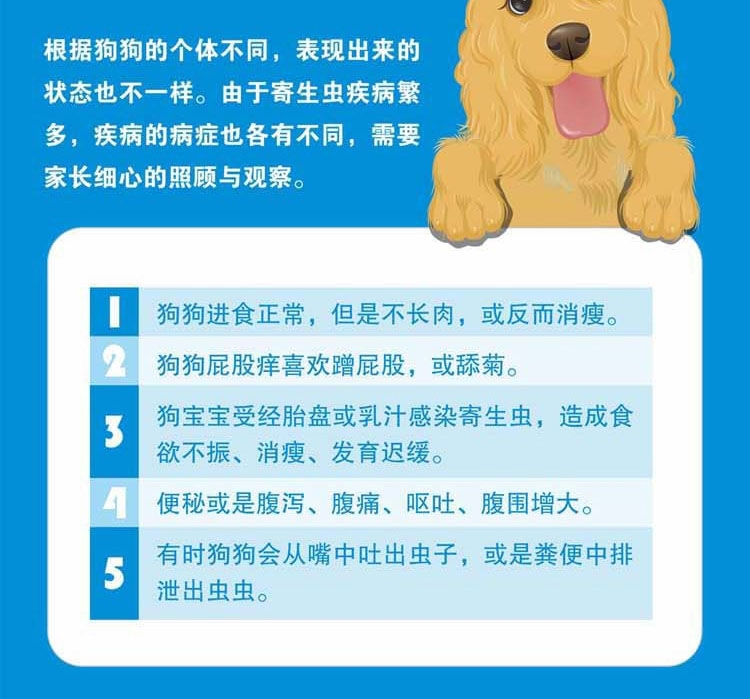 根据狗狗的个体不同，表现出来的
状态也不一样。由于寄生虫疾病繁
多，疾病的病症也各有不同，需要
家长细心的照顾与观察。
1 狗狗进食正常，但是不长肉，或反而消瘦。
2 狗狗屁股痒喜欢蹭屁股，或舔菊。
3 狗宝宝受经胎盘或乳汁感染寄生虫，造成食
欲不振、消瘦、发育迟缓。
4 便秘或是腹泻、腹痛、呕吐、腹围增大。
5 有时狗狗会从嘴中吐出虫子，或是粪便中排
泄出虫虫。